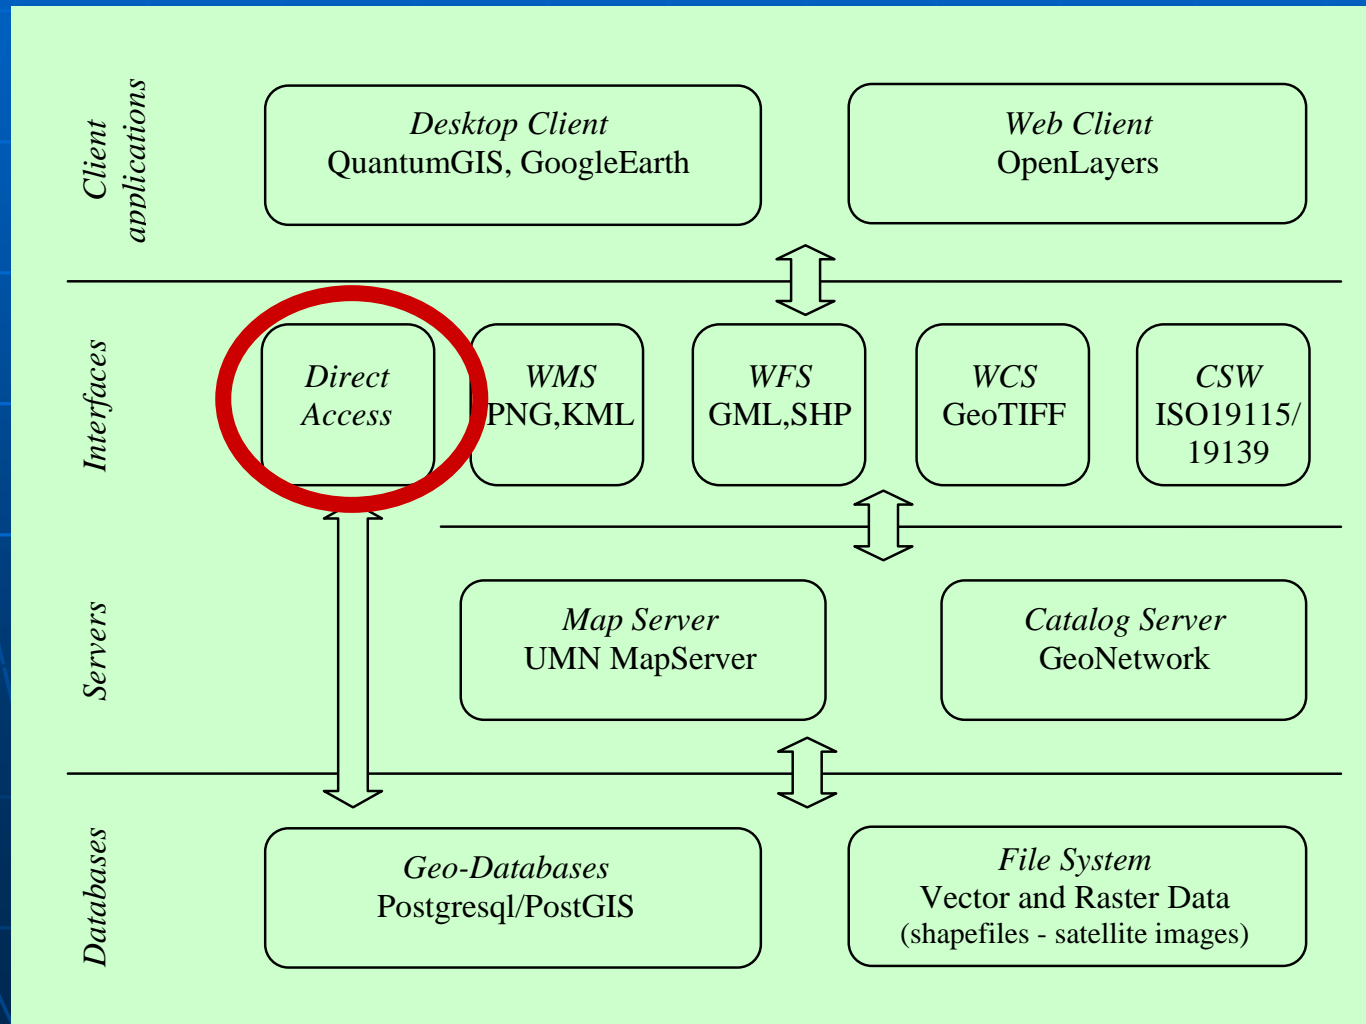 Client
applications
Desktop Client
QuantumGIS, GoogleEarth
Web Client
OpenLayers
Interfaces
Direct
Access
WMS
PNG,KML
WFS
GML,SHP
WCS
GeoTIFF
CSW
ISO19115/
19139
Servers
Map Server
UMN MapServer
Catalog Server
GeoNetwork
Databases
Geo-Databases
Postgresql/PostGIS
File System
Vector and Raster Data
(shapefiles - satellite images)